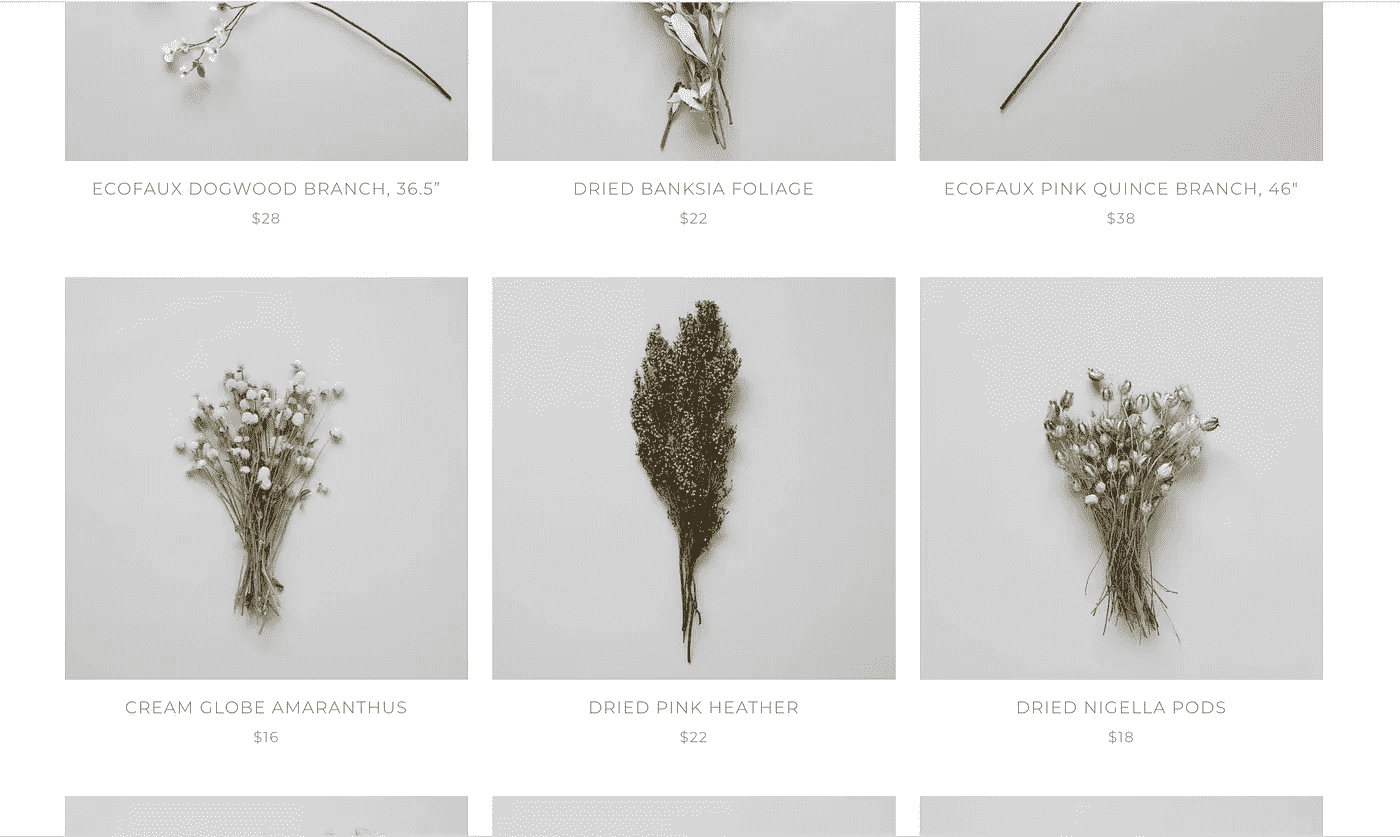 ECOFAUX DOGWOOD BRANCH, 36.5”
$28
DRIED BANKSIA FOLIAGE
$22
ECOFAUX PINK QUINCE BRANCH, 46"
$38
CREAM GLOBE AMARANTHUS
$16
DRIED PINK HEATHER
$22
DRIED NIGELLA PODS
$18